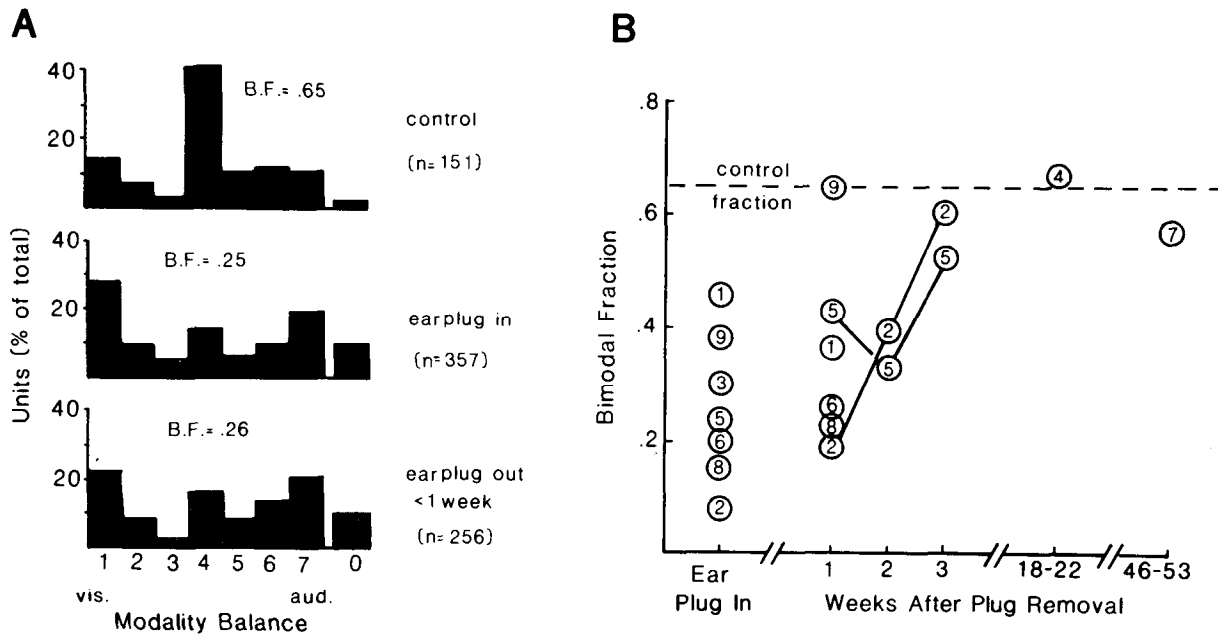 A
Units (% of total)
40
20
B.F.= .65
control
(n=151)
40
20
B.F.= .25
earplug in
(n=357)
40
20
B.F.= .26
earplug out
<1 week
(n=256)
1 2 3 4 5 6 7 0
vis. aud.
Modality Balance
B
Bimodal Fraction
.8
.6
.4
.2
control
fraction
1
9
3
5
6
8
2
9
5
1
6
8
2
2
5
2
5
4
7
Ear
Plug In
1 2 3 18-22 46-53
Weeks After Plug Removal